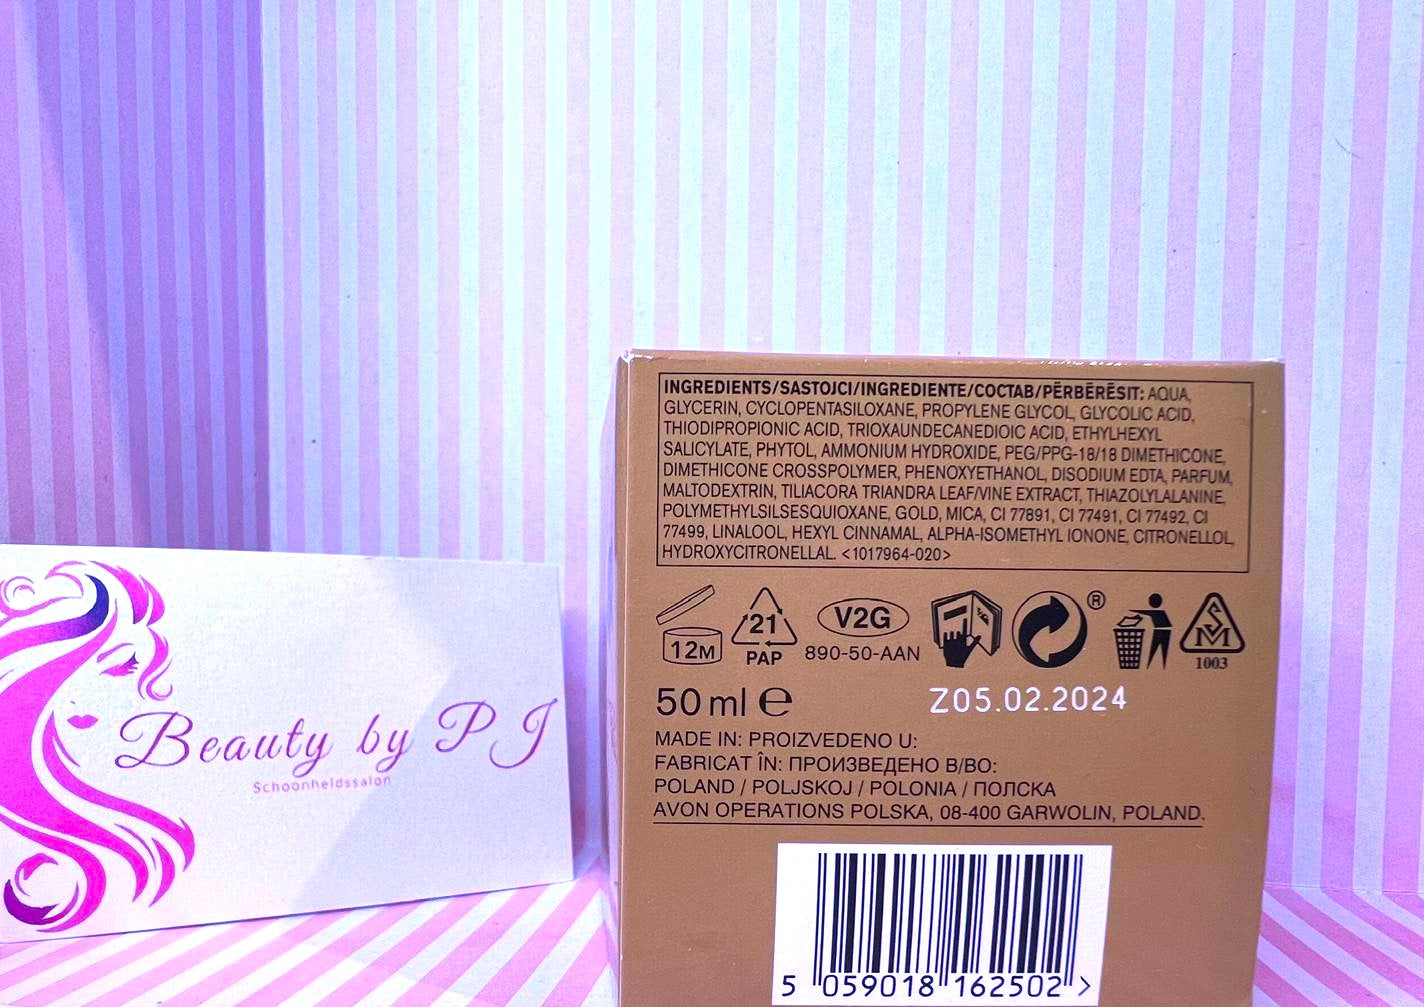 Beauty by PJ
Schoonheidssalon
INGREDIENTS/SASTOJCI/INGREDIENTE/СОСТАВ/PËRBËRËSIT: AQUA,
GLYCERIN, CYCLOPENTASILOXANE, PROPYLENE GLYCOL, GLYCOLIC ACID,
THIODIPROPIONIC ACID, TRIOXAUNDECANEDIOIC ACID, ETHYLHEXYL
SALICYLATE, PHYTOL, AMMONIUM HYDROXIDE, PEG/PPG-18/18 DIMETHICONE,
DIMETHICONE CROSSPOLYMER, PHENOXYETHANOL, DISODIUM EDTA, PARFUM,
MALTODEXTRIN, TILIACORA TRIANDRA LEAF/VINE EXTRACT, THIAZOLYLALANINE,
POLYMETHYLSILSESQUIOXANE, GOLD, MICA, CI 77891, CI 77491, CI 77492, CI
77499, LINALOOL, HEXYL CINNAMAL, ALPHA-ISOMETHYL IONONE, CITRONELLOL,
HYDROXYCITRONELLAL. <1017964-020>
12M
21
PAP
V2G
890-50-AAN
®
SM
1003
50 ml ℮
Z05.02.2024
MADE IN: PROIZVEDENO U:
FABRICAT ÎN: ПРОИЗВЕДЕНО В/ВО:
POLAND / POLJSKOJ / POLONIA / ПОЛСКА
AVON OPERATIONS POLSKA, 08-400 GARWOLIN, POLAND.
5 059018 162502 >